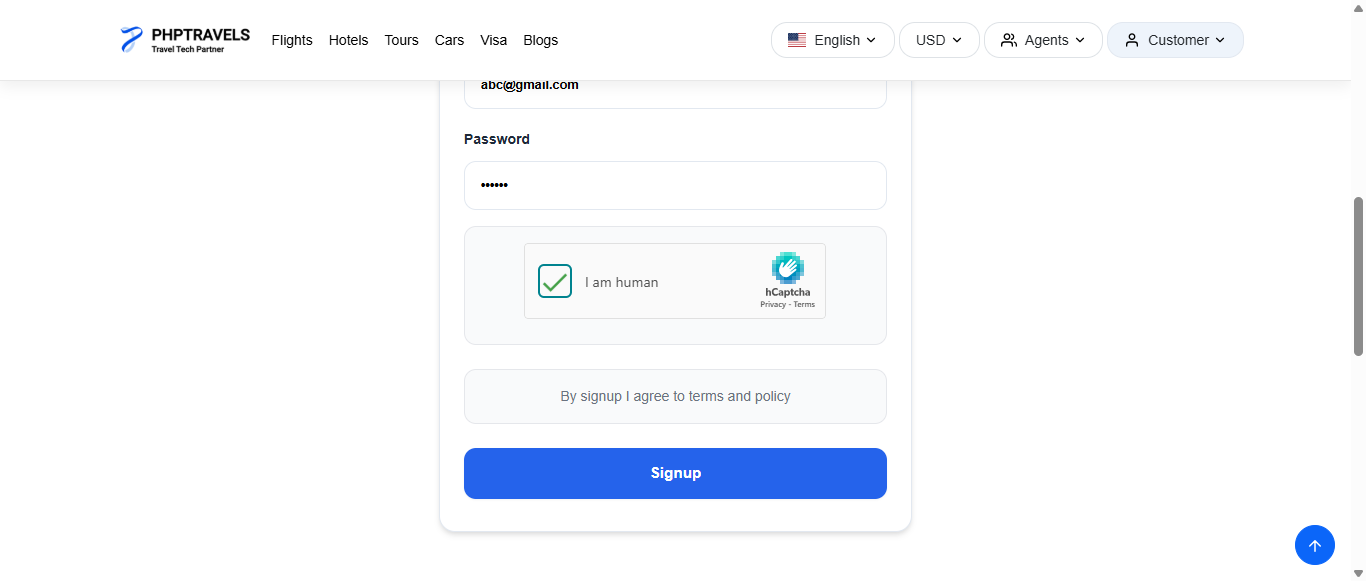 PHPTRAVELS
Travel Tech Partner
Flights Hotels Tours Cars Visa Blogs
English USD Agents Customer
abc@gmail.com
Password
••••••
I am human
hCaptcha
Privacy - Terms
By signup I agree to terms and policy
Signup